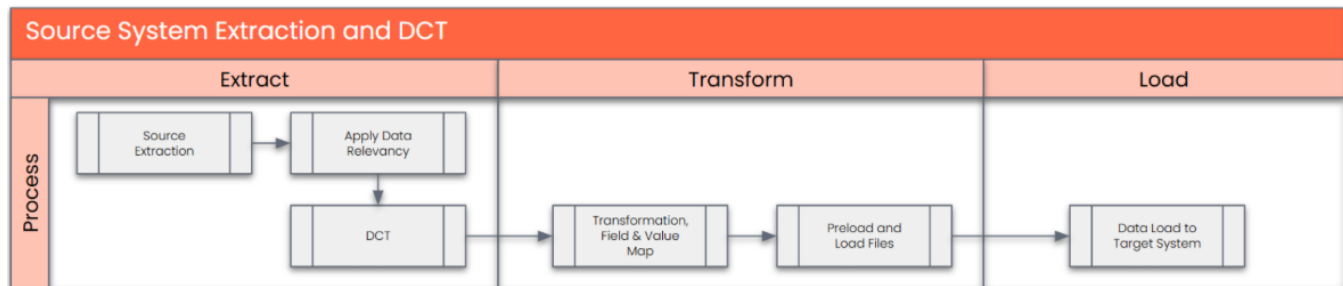 Source System Extraction and DCT
Extract
Transform
Load
Process
Source
Extraction
Apply Data
Relevancy
DCT
Transformation,
Field & Value
Map
Preload and
Load Files
Data Load to
Target System